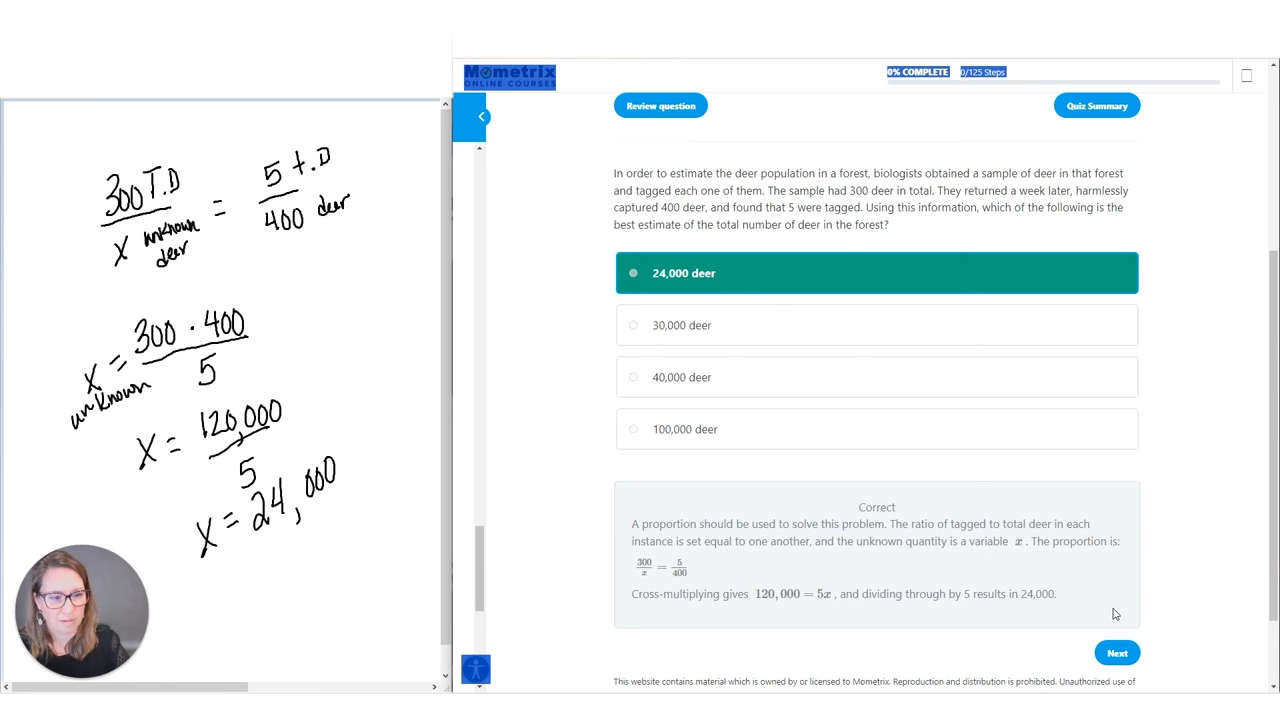 300 T.D = 5 t.D
x unknown deer 400 deer
x = 300 · 400
unknown 5
x = 120,000
5
x = 24,000
Mometrix
ONLINE COURSES
0% COMPLETE 0/125 Steps
Review question
Quiz Summary
In order to estimate the deer population in a forest, biologists obtained a sample of deer in that forest
and tagged each one of them. The sample had 300 deer in total. They returned a week later, harmlessly
captured 400 deer, and found that 5 were tagged. Using this information, which of the following is the
best estimate of the total number of deer in the forest?
24,000 deer
30,000 deer
40,000 deer
100,000 deer
Correct
A proportion should be used to solve this problem. The ratio of tagged to total deer in each
instance is set equal to one another, and the unknown quantity is a variable x. The proportion is:
300 = 5
x 400
Cross-multiplying gives 120,000 = 5x, and dividing through by 5 results in 24,000.
Next
This website contains material which is owned by or licensed to Mometrix. Reproduction and distribution is prohibited. Unauthorized use of